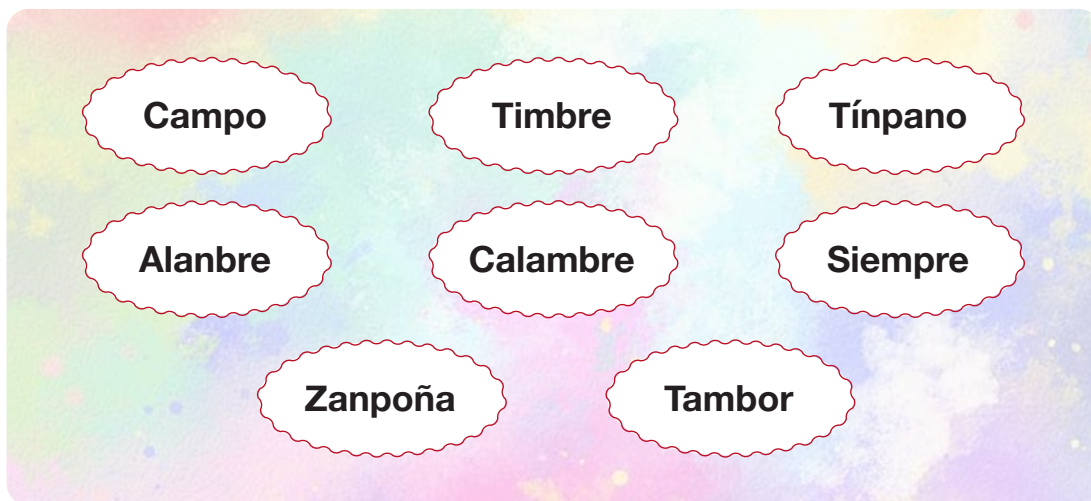 Campo
Timbre
Tínpano
Alanbre
Calambre
Siempre
Zanpoña
Tambor